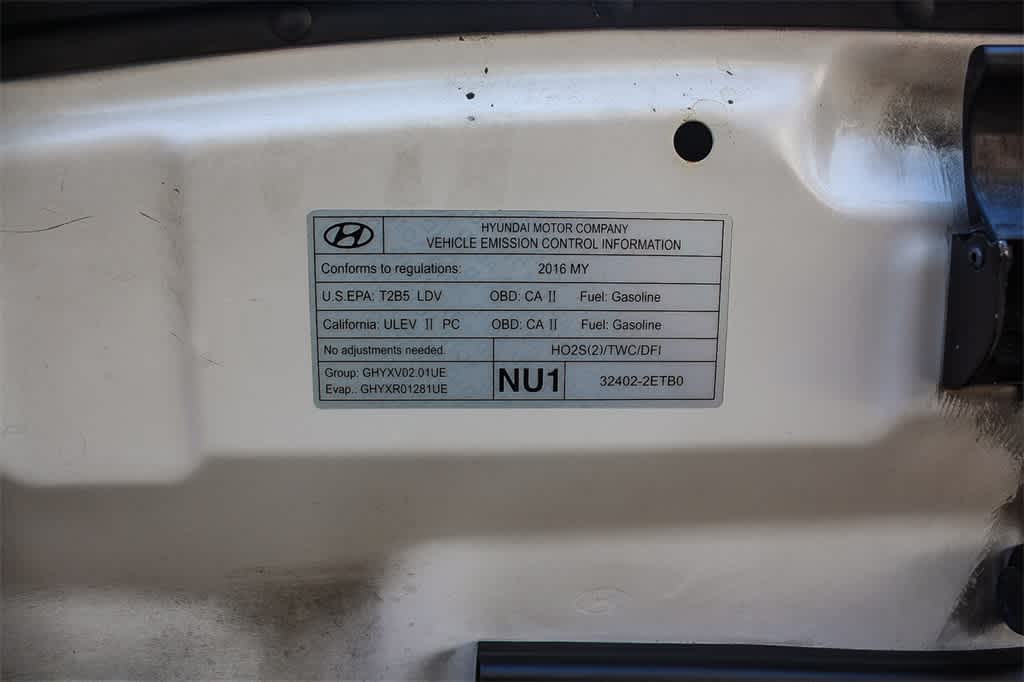 HYUNDAI MOTOR COMPANY
VEHICLE EMISSION CONTROL INFORMATION
Conforms to regulations: 2016 MY
U.S.EPA: T2B5 LDV OBD: CA II Fuel: Gasoline
California: ULEV II PC OBD: CA II Fuel: Gasoline
No adjustments needed. HO2S(2)/TWC/DFI
Group: GHYXV02.01UE
Evap.: GHYXR01281UE
NU1
32402-2ETB0